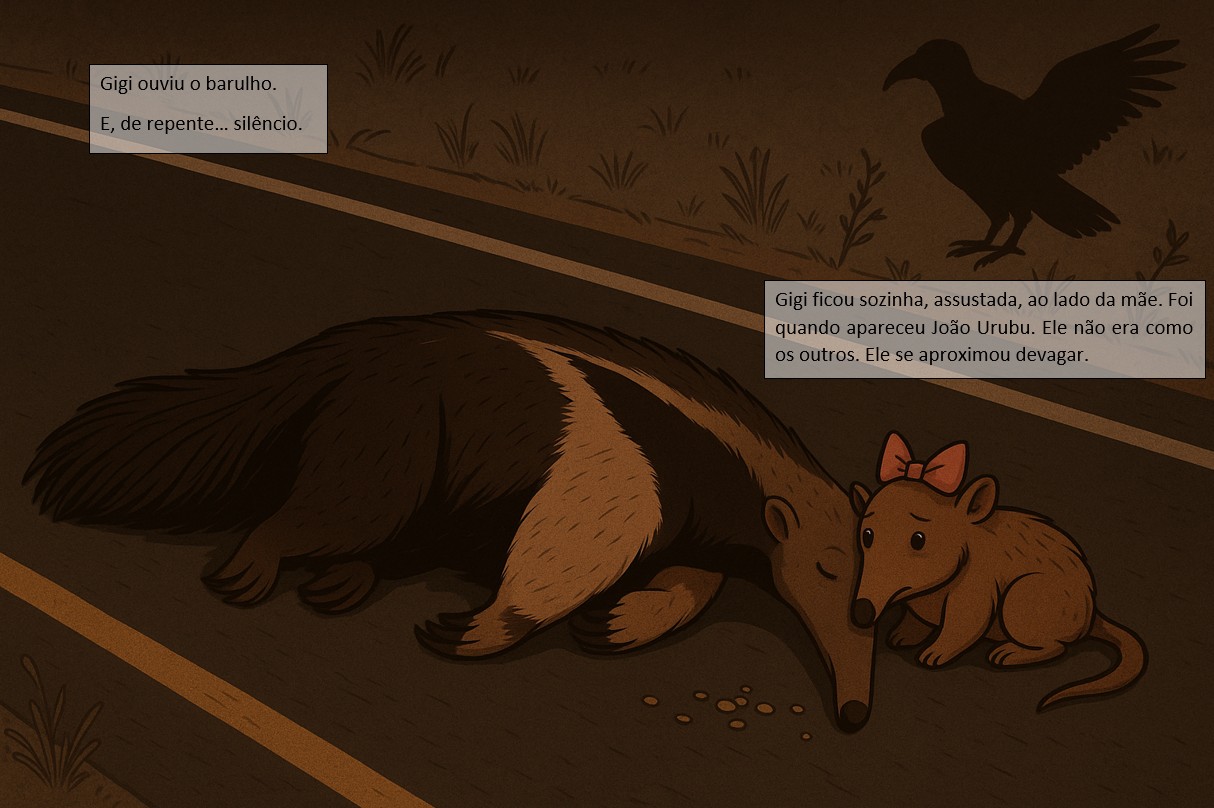 Gigi ouviu o barulho.
E, de repente... silêncio.
Gigi ficou sozinha, assustada, ao lado da mãe. Foi
quando apareceu João Urubu. Ele não era como
os outros. Ele se aproximou devagar.